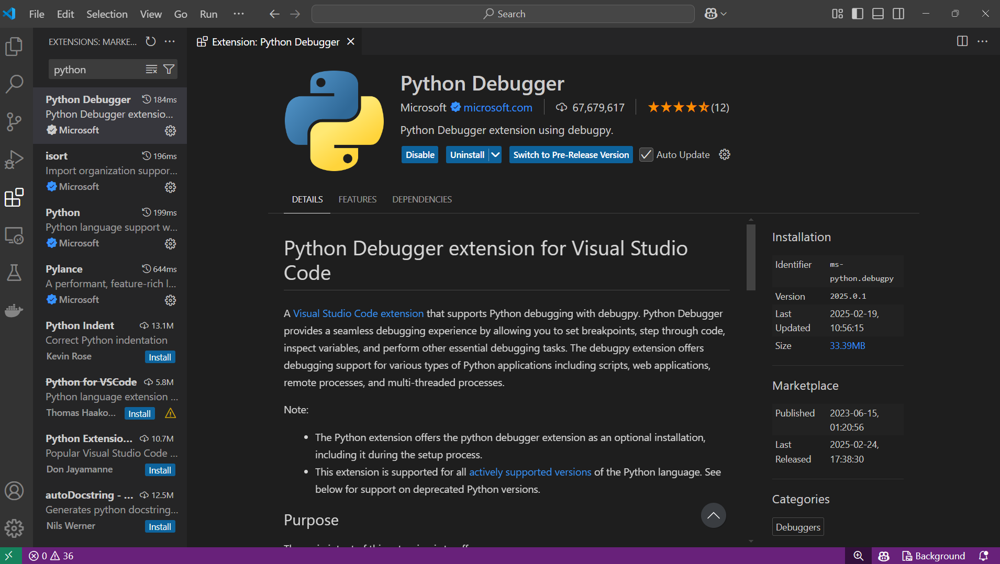 File Edit Selection View Go Run ···
Search
EXTENSIONS: MARKE...
Extension: Python Debugger
python
Python Debugger 184ms
Python Debugger extensio...
Microsoft
isort 196ms
Import organization suppor...
Microsoft
Python 199ms
Python language support w...
Microsoft
Pylance 644ms
A performant, feature-rich l...
Microsoft
Python Indent 13.1M
Correct Python indentation
Kevin Rose Install
Python for VSCode 5.8M
Python language extension ...
Thomas Haako... Install
Python Extensio... 10.7M
Popular Visual Studio Code ...
Don Jayamanne Install
autoDocstring - ... 12.5M
Generates python docstring...
Nils Werner Install
Python Debugger
Microsoft microsoft.com 67,679,617 (12)
Python Debugger extension using debugpy.
Disable Uninstall Switch to Pre-Release Version Auto Update
DETAILS FEATURES DEPENDENCIES
Python Debugger extension for Visual Studio
Code
A Visual Studio Code extension that supports Python debugging with debugpy. Python Debugger
provides a seamless debugging experience by allowing you to set breakpoints, step through code,
inspect variables, and perform other essential debugging tasks. The debugpy extension offers
debugging support for various types of Python applications including scripts, web applications,
remote processes, and multi-threaded processes.
Note:
• The Python extension offers the python debugger extension as an optional installation,
including it during the setup process.
• This extension is supported for all actively supported versions of the Python language. See
below for support on deprecated Python versions.
Purpose
Installation
Identifier ms-
python.debugpy
Version 2025.0.1
Last 2025-02-19,
Updated 10:56:15
Size 33.39MB
Marketplace
Published 2023-06-15,
01:20:56
Last 2025-02-24,
Released 17:38:30
Categories
Debuggers
0 36
Background